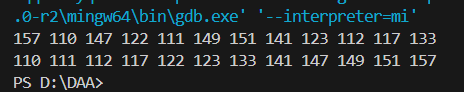 .0-r2\mingw64\bin\gdb.exe' '--interpreter=mi'
157 110 147 122 111 149 151 141 123 112 117 133
110 111 112 117 122 123 133 141 147 149 151 157
PS D:\DAA>